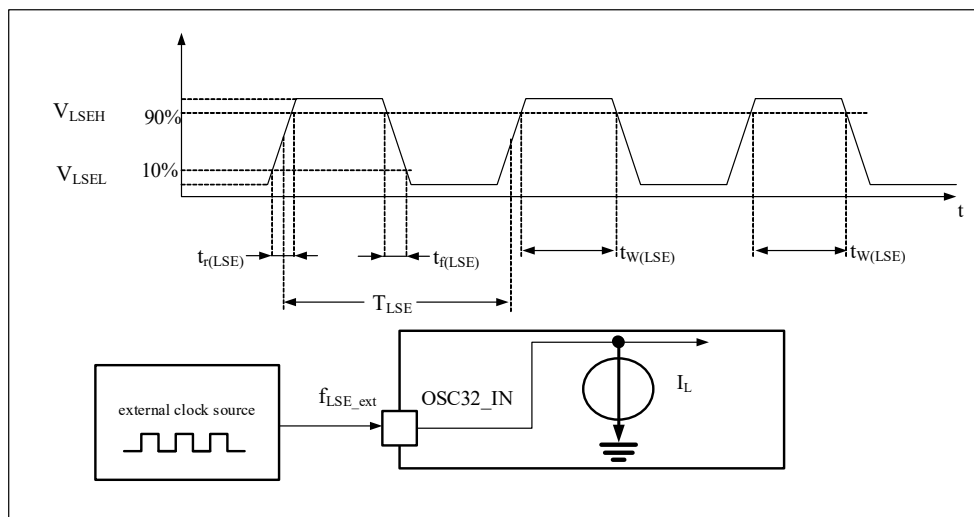 V_LSEH
90%
10%
V_LSEL
t
t_r(LSE)
t_f(LSE)
t_W(LSE)
t_W(LSE)
T_LSE
external clock source
f_LSE_ext
OSC32_IN
I_L